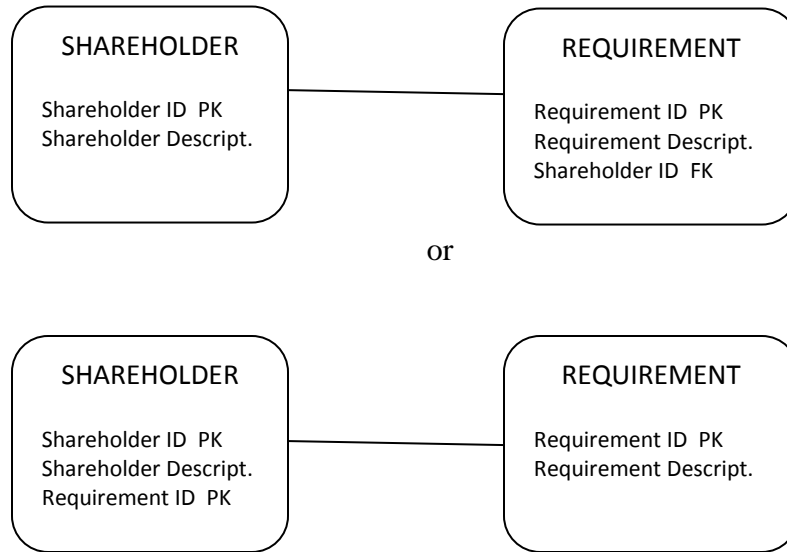 SHAREHOLDER
Shareholder ID PK
Shareholder Descript.
REQUIREMENT
Requirement ID PK
Requirement Descript.
Shareholder ID FK
or
SHAREHOLDER
Shareholder ID PK
Shareholder Descript.
Requirement ID PK
REQUIREMENT
Requirement ID PK
Requirement Descript.